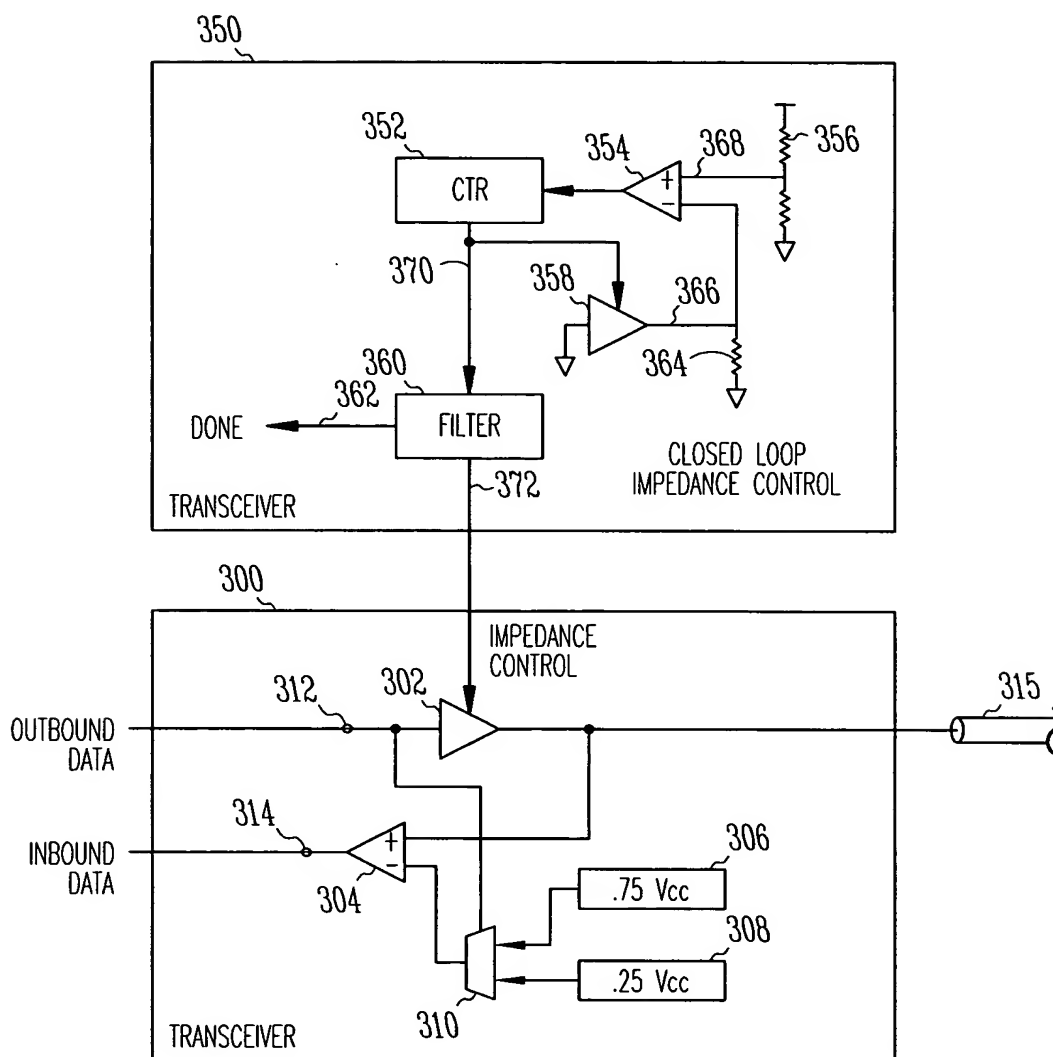 350
352
CTR
354
+
-
368
356
370
358
366
364
360
FILTER
362
DONE
372
CLOSED LOOP
IMPEDANCE CONTROL
TRANSCEIVER
300
IMPEDANCE
CONTROL
312
302
315
OUTBOUND
DATA
314
+
-
304
INBOUND
DATA
306
.75 Vcc
308
.25 Vcc
310
TRANSCEIVER